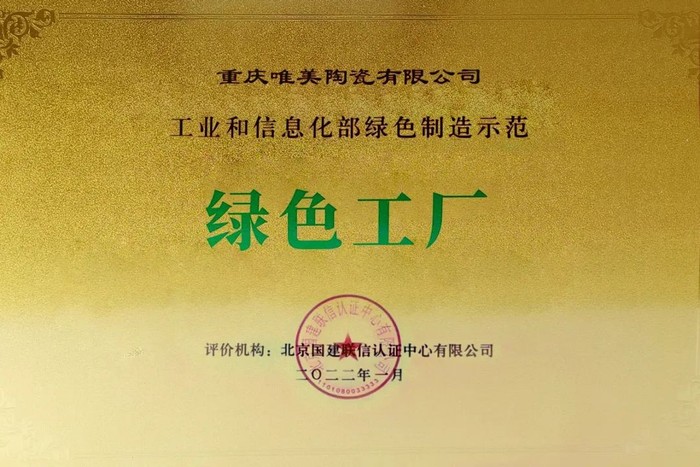 重庆唯美陶瓷有限公司
工业和信息化部绿色制造示范
绿色工厂
评价机构：北京国建联信认证中心有限公司
二〇二二年一月